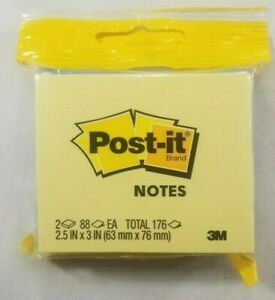 Post-it
Brand
NOTES
2 88 EA TOTAL 176
2.5 IN x 3 IN (63 mm x 76 mm)
3M